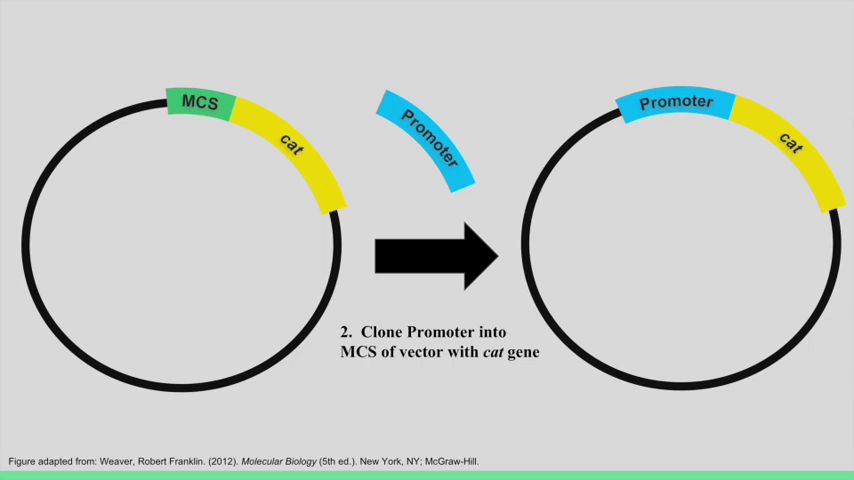 MCS
cat
Promoter
Promoter
cat
2. Clone Promoter into
MCS of vector with cat gene
Figure adapted from: Weaver, Robert Franklin. (2012). Molecular Biology (5th ed.). New York, NY; McGraw-Hill.